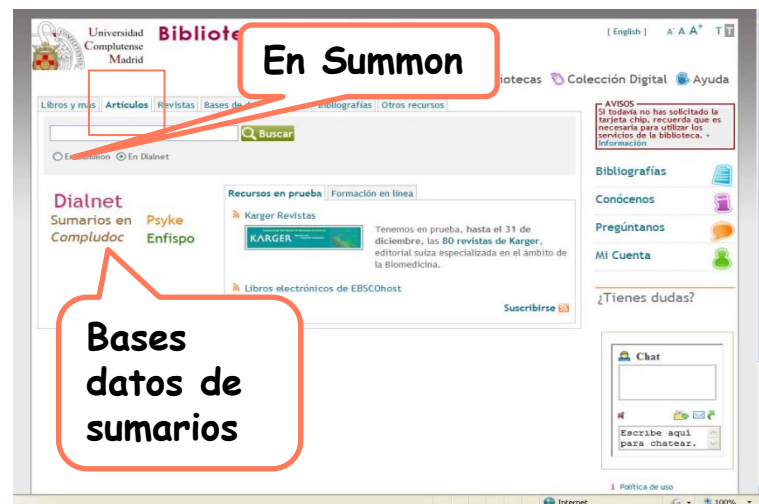 Universidad
Complutense
Madrid
Bibliote
[ English ] A⁻ A A⁺ T T
En Summon
iotecas Colección Digital Ayuda
Libros y mas Artículos Revistas Bases de d Bibliografías Otros recursos
Buscar
En Summon En Dialnet
AVISOS
Si todavía no has solicitado la
tarjeta chip, recuerda que es
necesaria para utilizar los
servicios de la biblioteca. +
Información
Bibliografías
Conócenos
Pregúntanos
Mi Cuenta
¿Tienes dudas?
Dialnet
Sumarios en Psyke
Compludoc Enfispo
Recursos en prueba Formación en línea
Karger Revistas
KARGER
Tenemos en prueba, hasta el 31 de
diciembre, las 80 revistas de Karger,
editorial suiza especializada en el ámbito de
la Biomedicina.
Libros electrónicos de EBSCOhost
Suscribirse
Bases
datos de
sumarios
Chat
Escribe aquí
para chatear.
Política de uso
Internet 100%